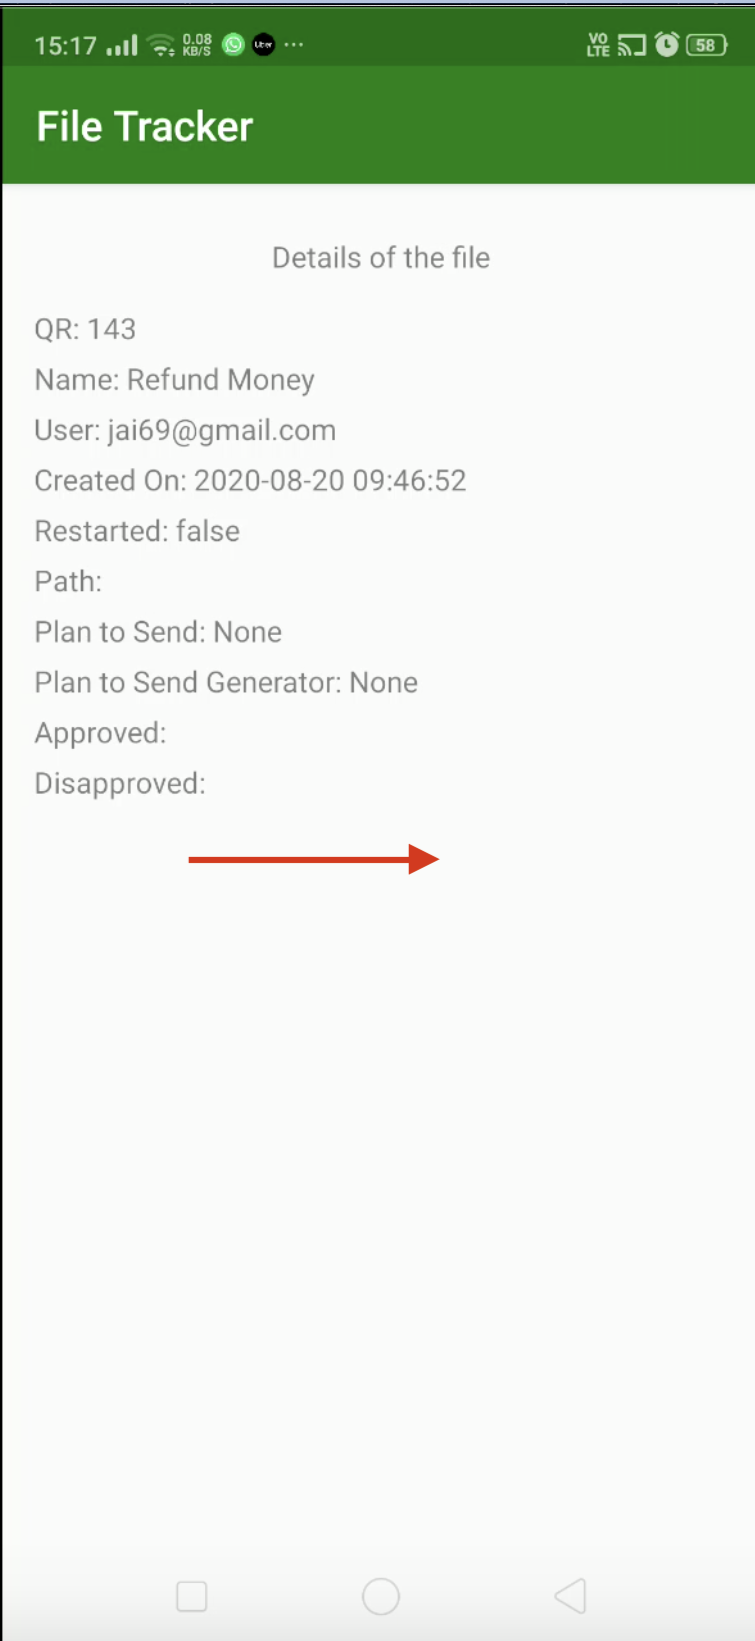 15:17 0.08 KB/S Uber ... VO LTE 58
File Tracker
Details of the file
QR: 143
Name: Refund Money
User: jai69@gmail.com
Created On: 2020-08-20 09:46:52
Restarted: false
Path:
Plan to Send: None
Plan to Send Generator: None
Approved:
Disapproved: